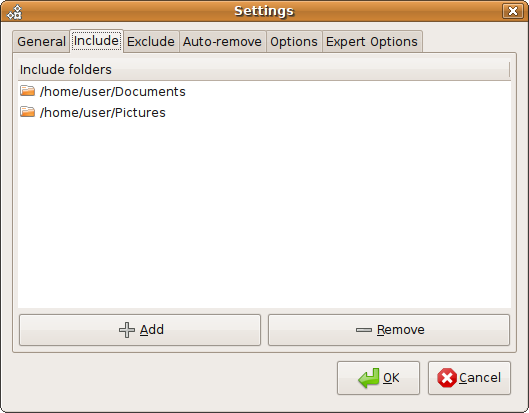 Settings
General Include Exclude Auto-remove Options Expert Options
Include folders
/home/user/Documents
/home/user/Pictures
Add Remove
OK Cancel